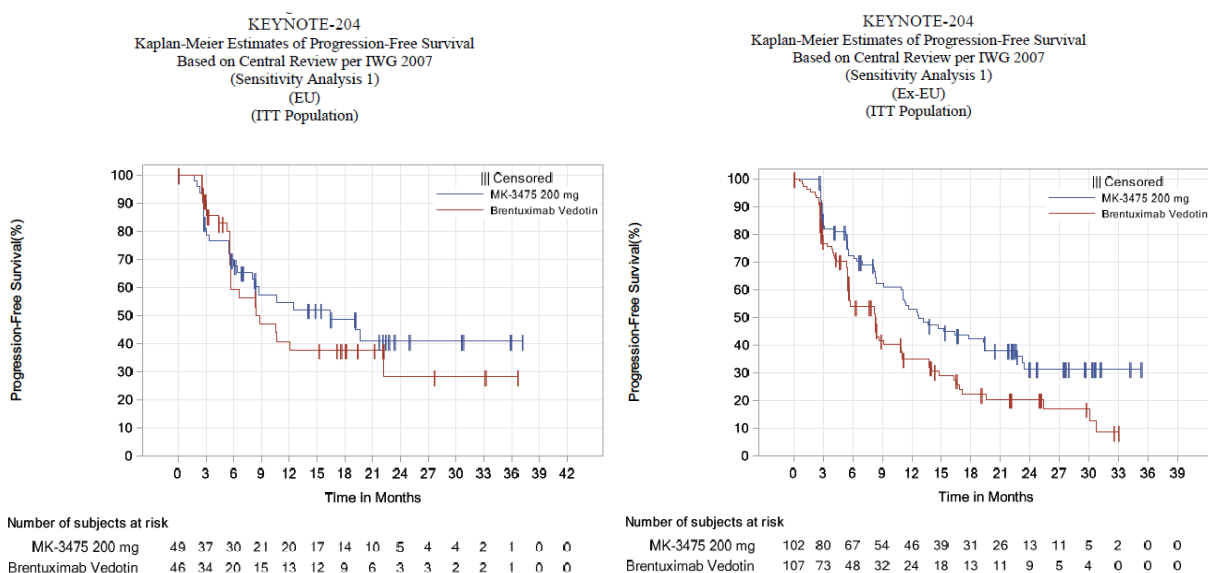 KEYNOTE-204
Kaplan-Meier Estimates of Progression-Free Survival
Based on Central Review per IWG 2007
(Sensitivity Analysis 1)
(EU)
(ITT Population)
||| Censored
MK-3475 200 mg
Brentuximab Vedotin
Progression-Free Survival(%)
100
90
80
70
60
50
40
30
20
10
0
0 3 6 9 12 15 18 21 24 27 30 33 36 39 42
Time in Months
Number of subjects at risk
MK-3475 200 mg 49 37 30 21 20 17 14 10 5 4 4 2 1 0 0
Brentuximab Vedotin 46 34 20 15 13 12 9 6 3 3 2 2 1 0 0
KEYNOTE-204
Kaplan-Meier Estimates of Progression-Free Survival
Based on Central Review per IWG 2007
(Sensitivity Analysis 1)
(Ex-EU)
(ITT Population)
||| Censored
MK-3475 200 mg
Brentuximab Vedotin
Progression-Free Survival(%)
100
90
80
70
60
50
40
30
20
10
0
0 3 6 9 12 15 18 21 24 27 30 33 36 39
Time in Months
Number of subjects at risk
MK-3475 200 mg 102 80 67 54 46 39 31 26 13 11 5 2 0 0
Brentuximab Vedotin 107 73 48 32 24 18 13 11 9 5 4 0 0 0